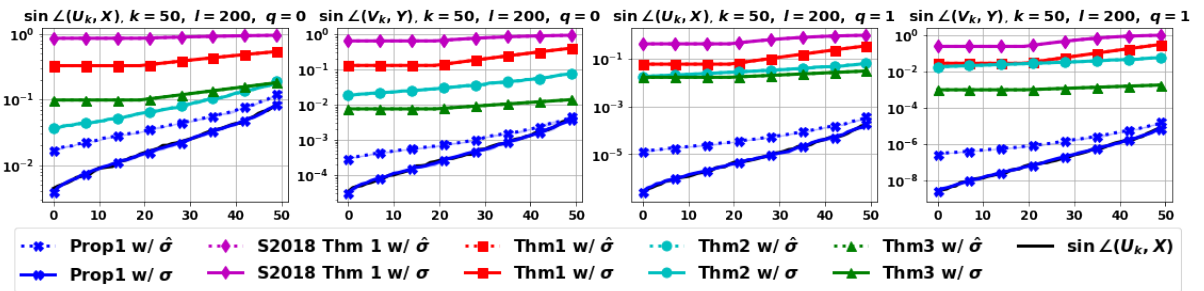 sin ∠(U_k, X), k = 50, l = 200, q = 0
sin ∠(V_k, Y), k = 50, l = 200, q = 0
sin ∠(U_k, X), k = 50, l = 200, q = 1
sin ∠(V_k, Y), k = 50, l = 200, q = 1
10^0
10^-1
10^-2
0 10 20 30 40 50
10^0
10^-1
10^-2
10^-3
10^-4
0 10 20 30 40 50
10^-1
10^-3
10^-5
0 10 20 30 40 50
10^0
10^-2
10^-4
10^-6
10^-8
0 10 20 30 40 50
Prop1 w/ σ̂ S2018 Thm 1 w/ σ̂ Thm1 w/ σ̂ Thm2 w/ σ̂ Thm3 w/ σ̂ sin ∠(U_k, X)
Prop1 w/ σ S2018 Thm 1 w/ σ Thm1 w/ σ Thm2 w/ σ Thm3 w/ σ